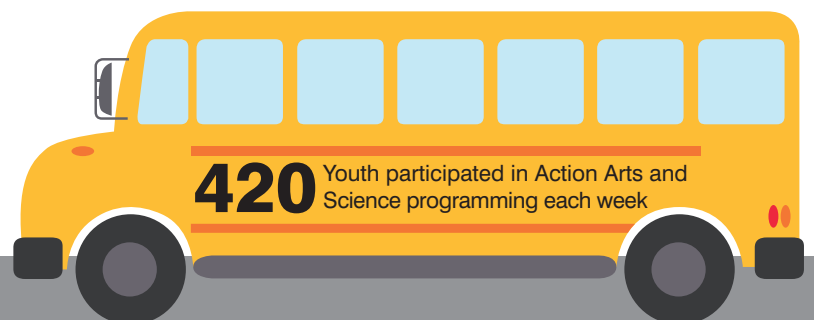 420
Youth participated in Action Arts and
Science programming each week